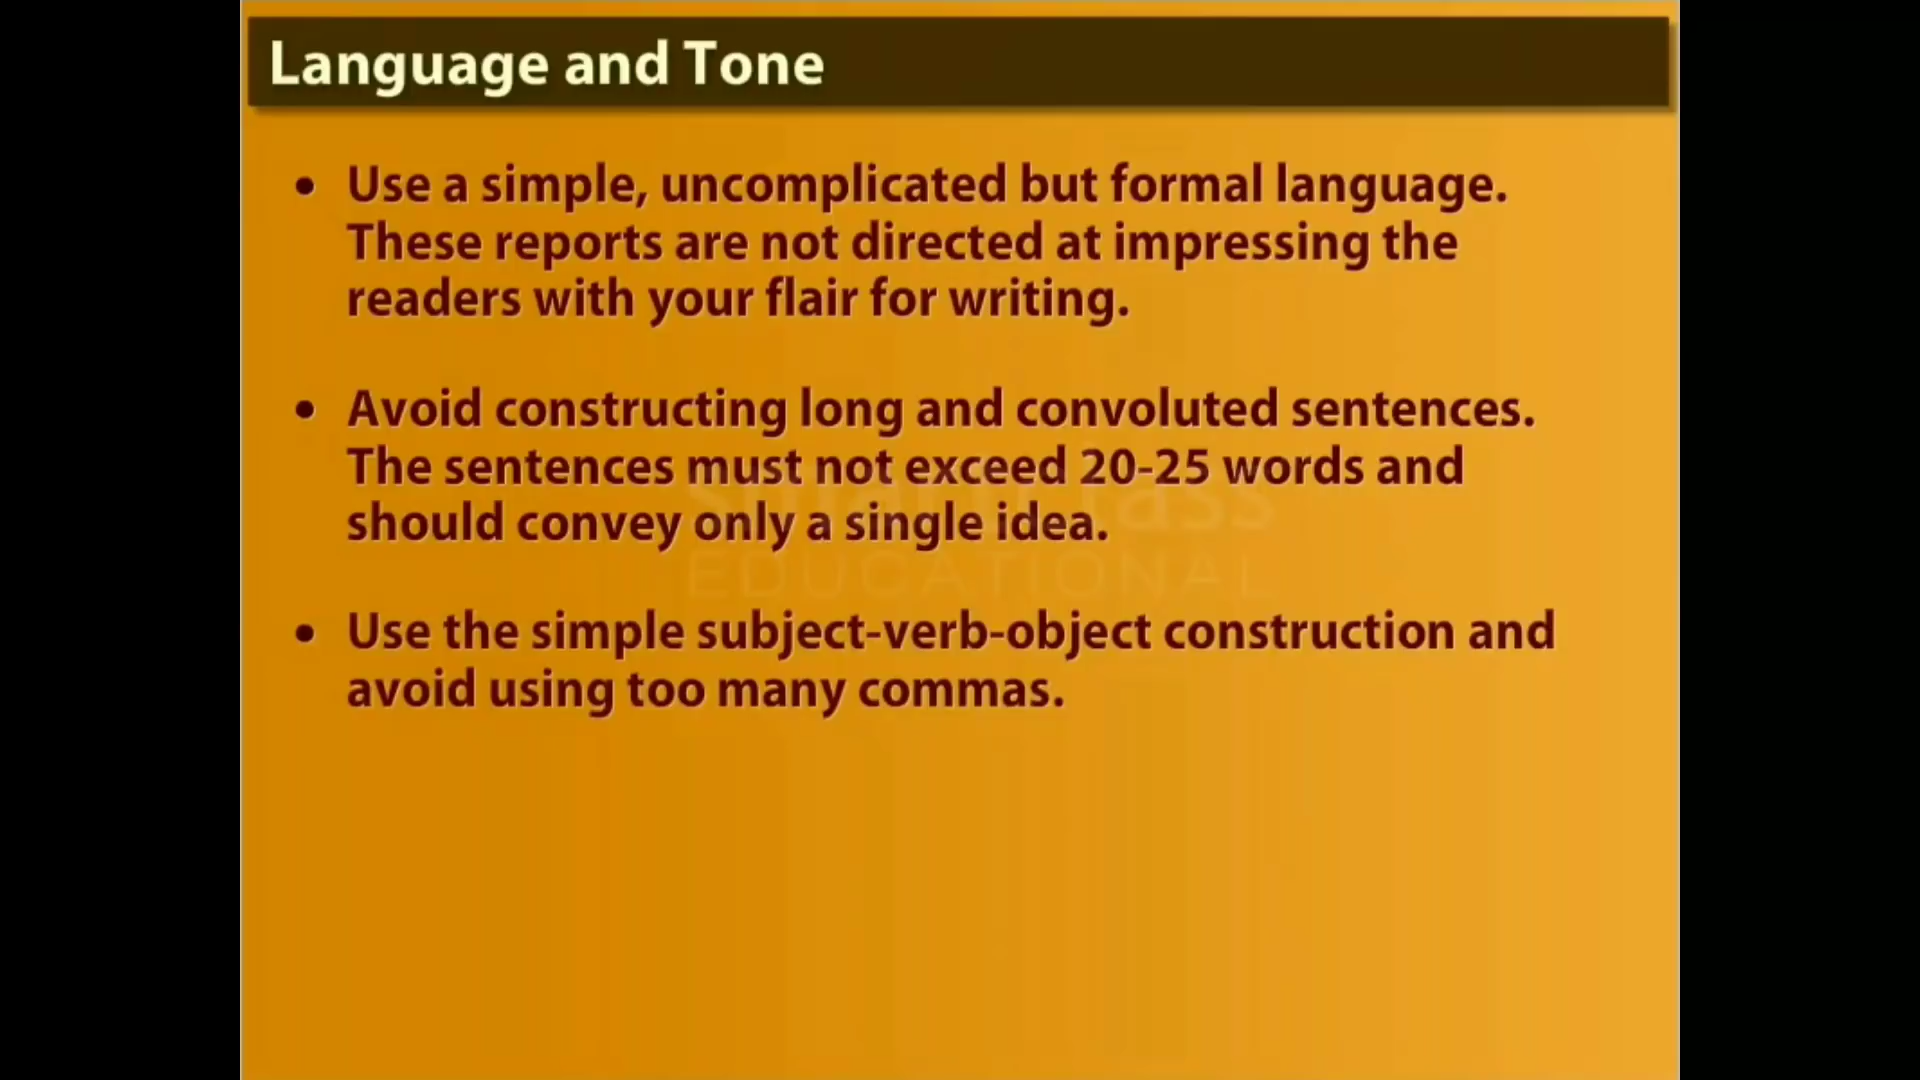 Language and Tone
• Use a simple, uncomplicated but formal language.
These reports are not directed at impressing the
readers with your flair for writing.
• Avoid constructing long and convoluted sentences.
The sentences must not exceed 20-25 words and
should convey only a single idea.
• Use the simple subject-verb-object construction and
avoid using too many commas.
EDUCATIONAL